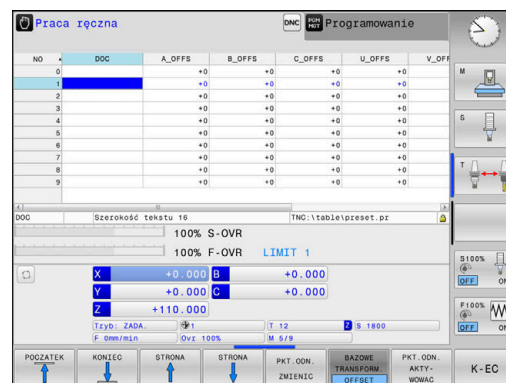 Praca ręczna
DNC
PGM MGT
Programowanie
NO DOC A_OFFS B_OFFS C_OFFS U_OFFS V_OFF
0 +0 +0 +0 +0
1 +0 +0 +0 +0
2 +0 +0 +0 +0
3 +0 +0 +0 +0
4 +0 +0 +0 +0
5 +0 +0 +0 +0
6 +0 +0 +0 +0
7 +0 +0 +0 +0
8 +0 +0 +0 +0
9 +0 +0 +0 +0
DOC Szerokość tekstu 16 TNC:\table\preset.pr
100% S-OVR
100% F-OVR LIMIT 1
X +0.000 B +0.000
Y +0.000 C +0.000
Z +110.000
Tryb: ZADA. 1 T 12 Z S 1800
F 0mm/min Ovr 100% M 5/9
M
S
T
S100%
OFF ON
F100%
OFF ON
POCZATEK
KONIEC
STRONA
STRONA
PKT.ODN.
ZMIENIC
BAZOWE
TRANSFORM.
OFFSET
PKT.ODN.
AKTY-
WOWAC
K-EC